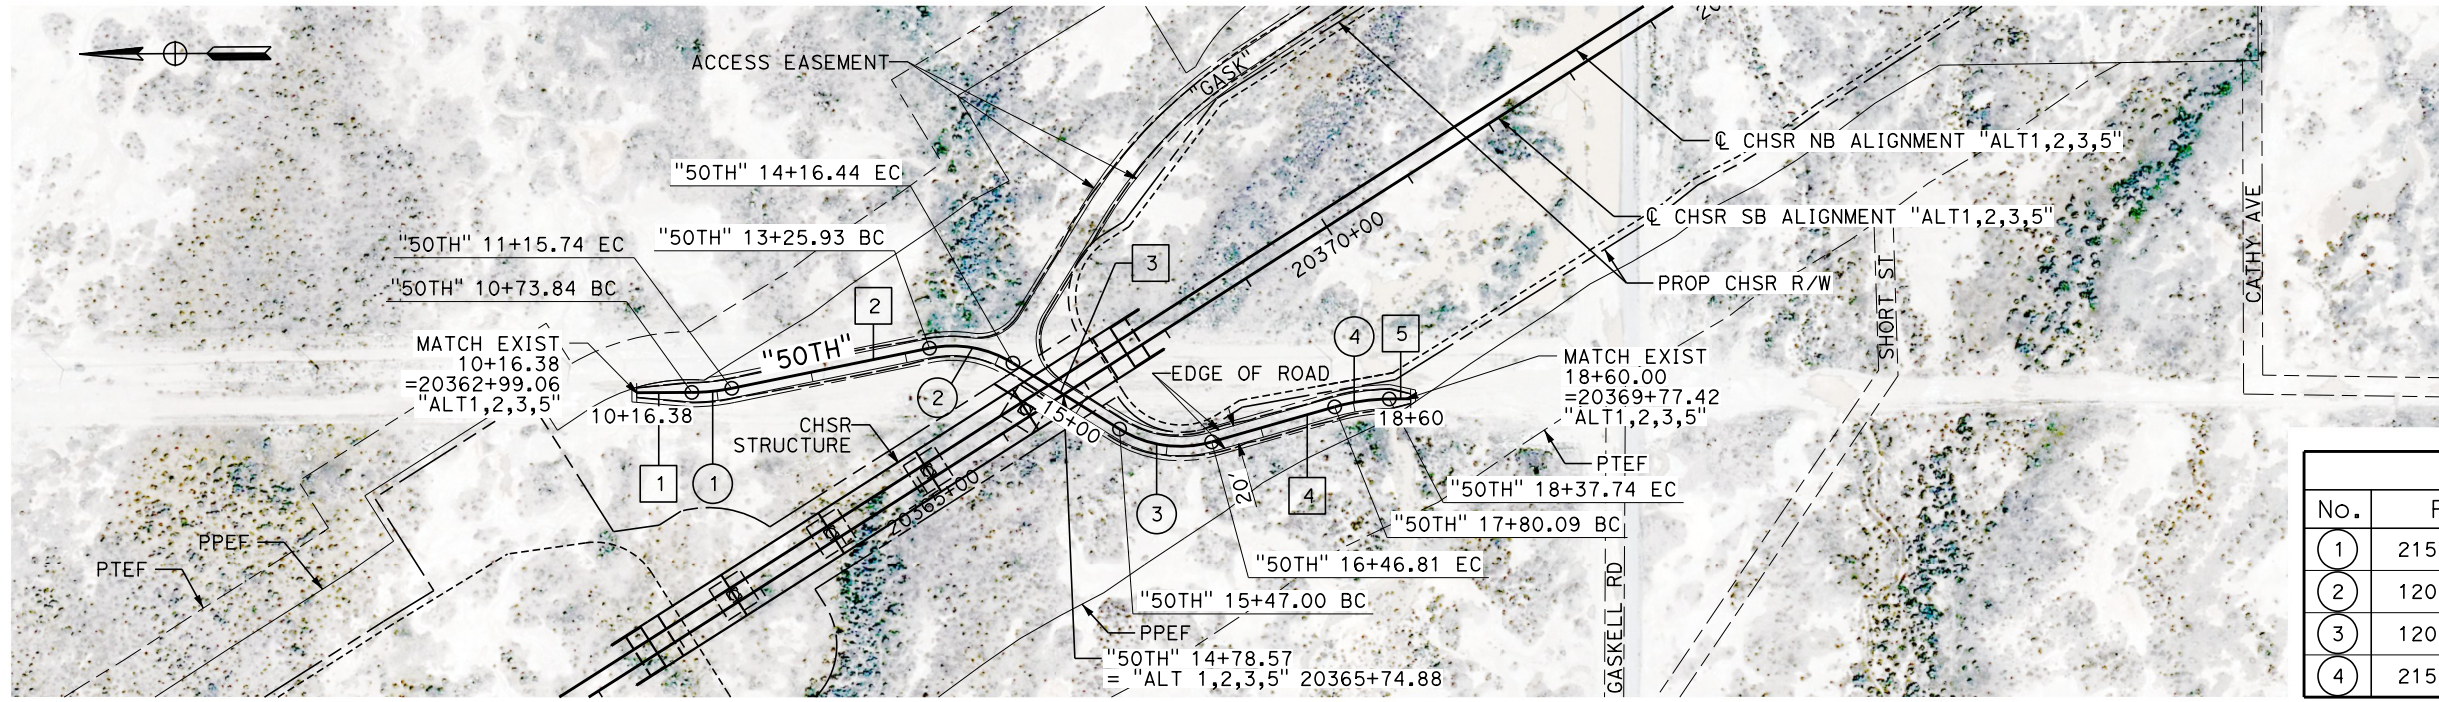 ACCESS EASEMENT
"GASK"
20
℄ CHSR NB ALIGNMENT "ALT1,2,3,5"
"50TH" 14+16.44 EC
℄ CHSR SB ALIGNMENT "ALT1,2,3,5"
"50TH" 11+15.74 EC
"50TH" 13+25.93 BC
20370+00
CATHY AVE
SHORT ST
3
PROP CHSR R/W
"50TH" 10+73.84 BC
2
MATCH EXIST
10+16.38
=20362+99.06
"ALT1,2,3,5"
"50TH"
4
5
MATCH EXIST
18+60.00
=20369+77.42
"ALT1,2,3,5"
EDGE OF ROAD
2
10+16.38
15+00
18+60
CHSR
STRUCTURE
PTEF
1
1
20'
4
"50TH" 18+37.74 EC
3
20365+00
"50TH" 17+80.09 BC
PPEF
PTEF
"50TH" 16+46.81 EC
"50TH" 15+47.00 BC
PPEF
"50TH" 14+78.57
= "ALT 1,2,3,5" 20365+74.88
GASKELL RD
No.
1 215
2 120
3 120
4 215